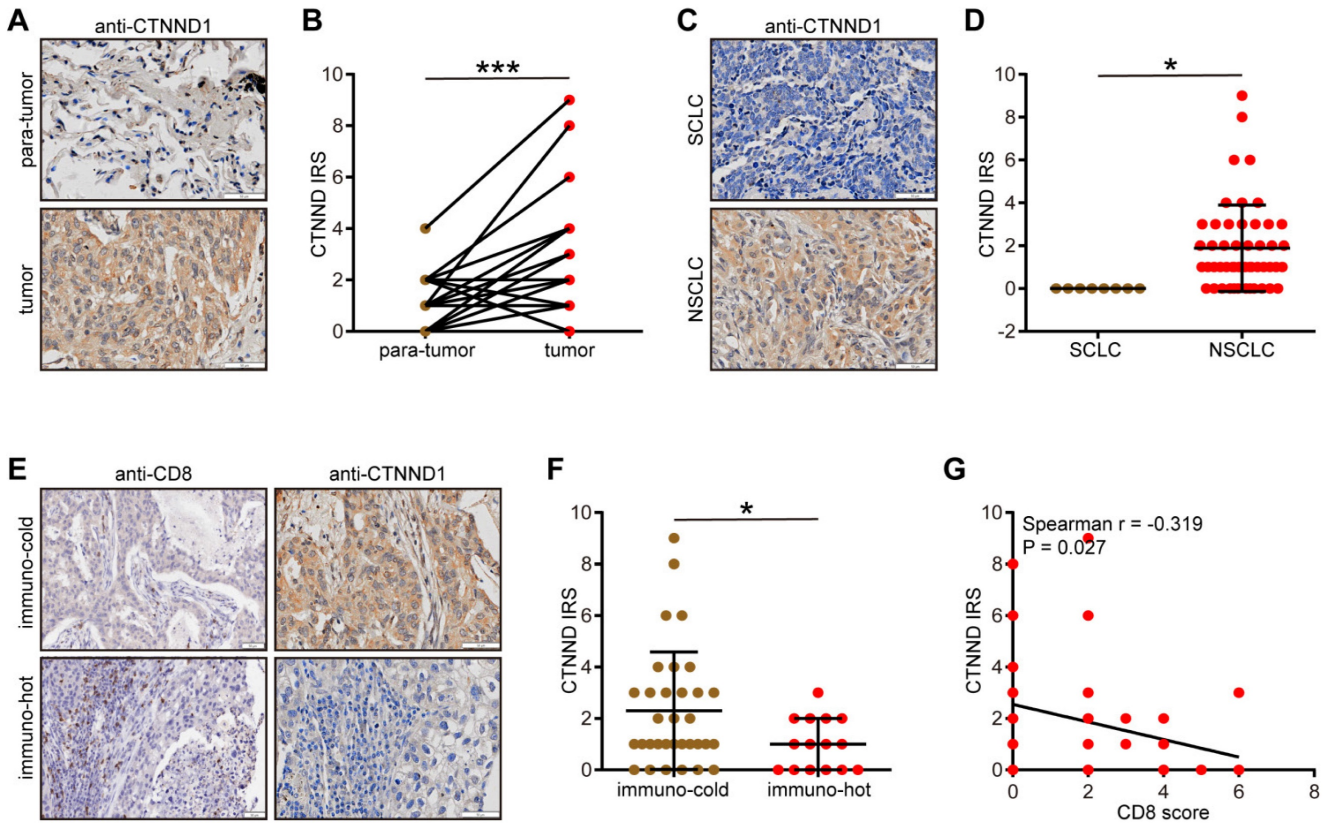 A
anti-CTNND1
para-tumor
tumor
B
***
CTNND IRS
10
8
6
4
2
0
para-tumor
tumor
C
anti-CTNND1
SCLC
NSCLC
D
*
CTNND IRS
10
8
6
4
2
0
-2
SCLC
NSCLC
E
anti-CD8
anti-CTNND1
immuno-cold
immuno-hot
F
*
CTNND IRS
10
8
6
4
2
0
immuno-cold
immuno-hot
G
Spearman r = -0.319
P = 0.027
CTNND IRS
10
8
6
4
2
0
0 2 4 6 8
CD8 score